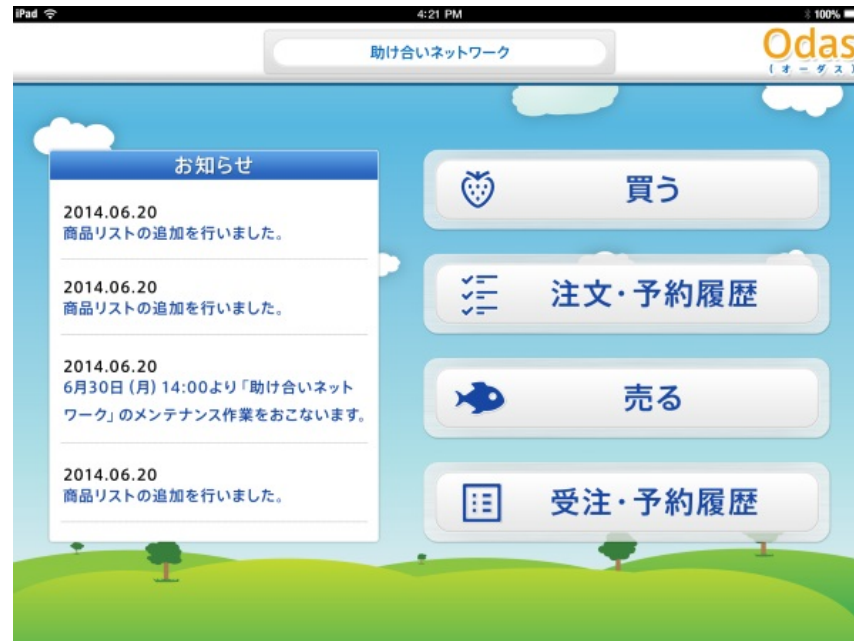 iPad
4:21 PM
100%
助け合いネットワーク
Odas
[オーダス]
お知らせ
2014.06.20
商品リストの追加を行いました。
2014.06.20
商品リストの追加を行いました。
2014.06.20
6月30日(月)14:00より「助け合いネット
ワーク」のメンテナンス作業をおこないます。
2014.06.20
商品リストの追加を行いました。
買う
注文・予約履歴
売る
受注・予約履歴